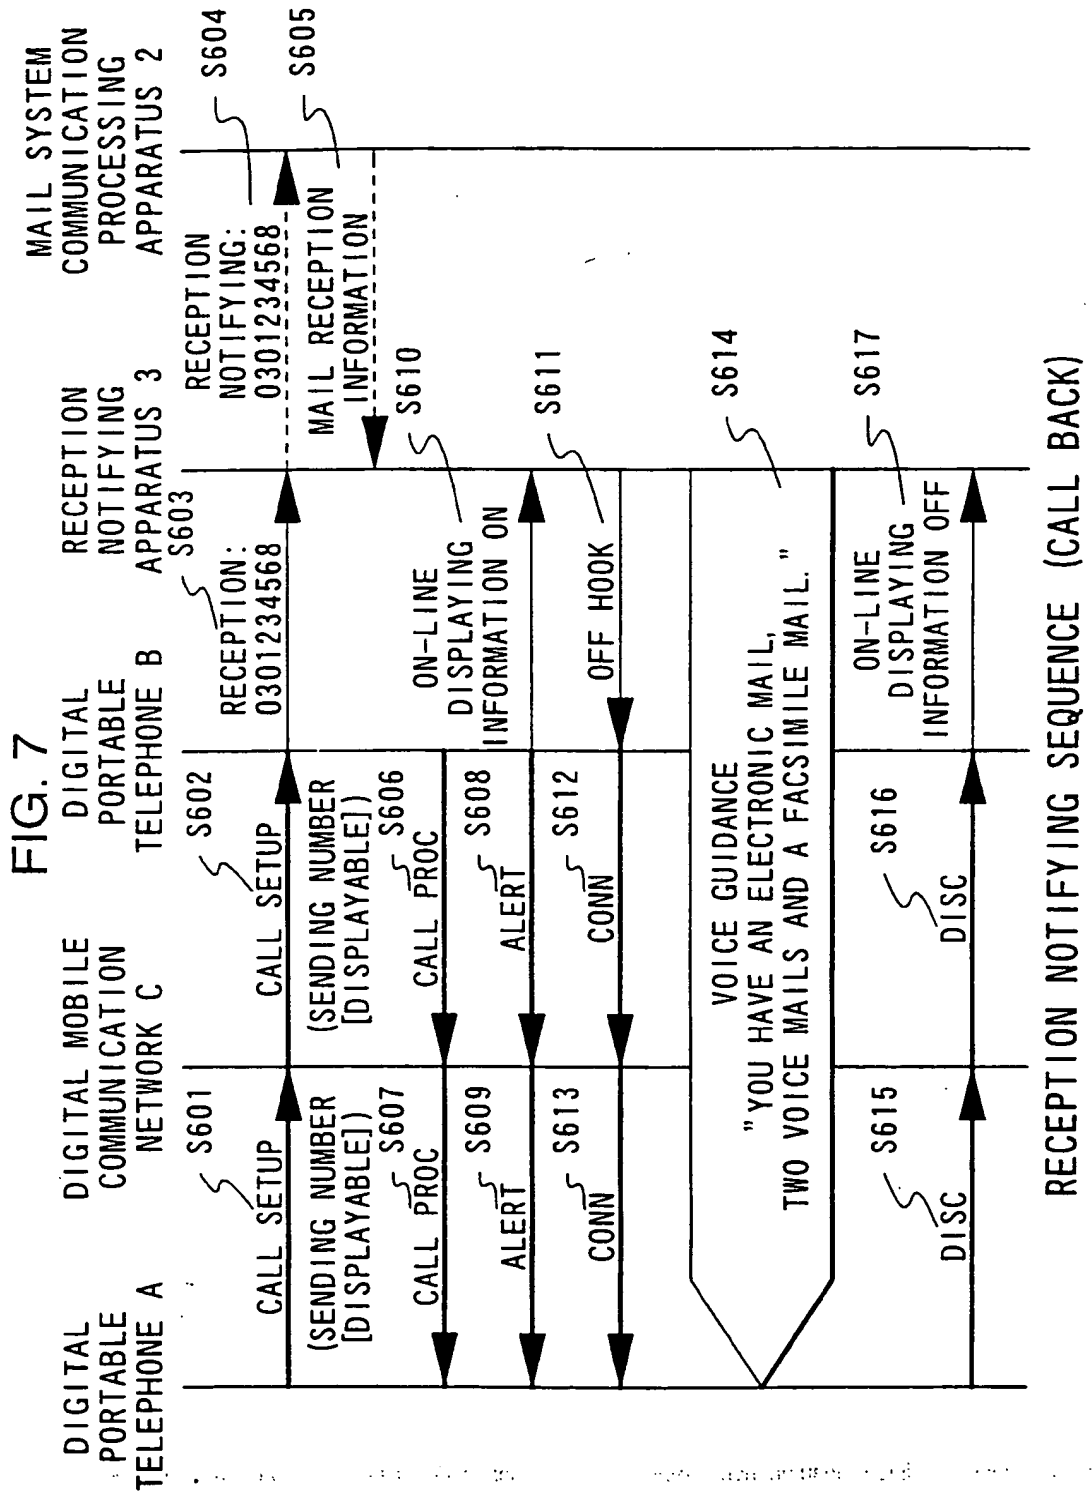 FIG. 7
DIGITAL
PORTABLE
TELEPHONE A
DIGITAL MOBILE
COMMUNICATION
NETWORK C
DIGITAL
PORTABLE
TELEPHONE B
RECEPTION
NOTIFYING
APPARATUS 3
MAIL SYSTEM
COMMUNICATION
PROCESSING
APPARATUS 2
S601
CALL SETUP
(SENDING NUMBER
[DISPLAYABLE])
S602
CALL SETUP
(SENDING NUMBER
[DISPLAYABLE])
S603
RECEPTION:
0301234568
S604
RECEPTION
NOTIFYING:
0301234568
S605
MAIL RECEPTION
INFORMATION
S607
CALL PROC
S606
CALL PROC
S609
ALERT
S608
ALERT
S610
ON-LINE
DISPLAYING
INFORMATION ON
S613
CONN
S612
CONN
S611
OFF HOOK
S614
VOICE GUIDANCE
"YOU HAVE AN ELECTRONIC MAIL,
TWO VOICE MAILS AND A FACSIMILE MAIL."
S615
DISC
S616
DISC
S617
ON-LINE
DISPLAYING
INFORMATION OFF
RECEPTION NOTIFYING SEQUENCE (CALL BACK)